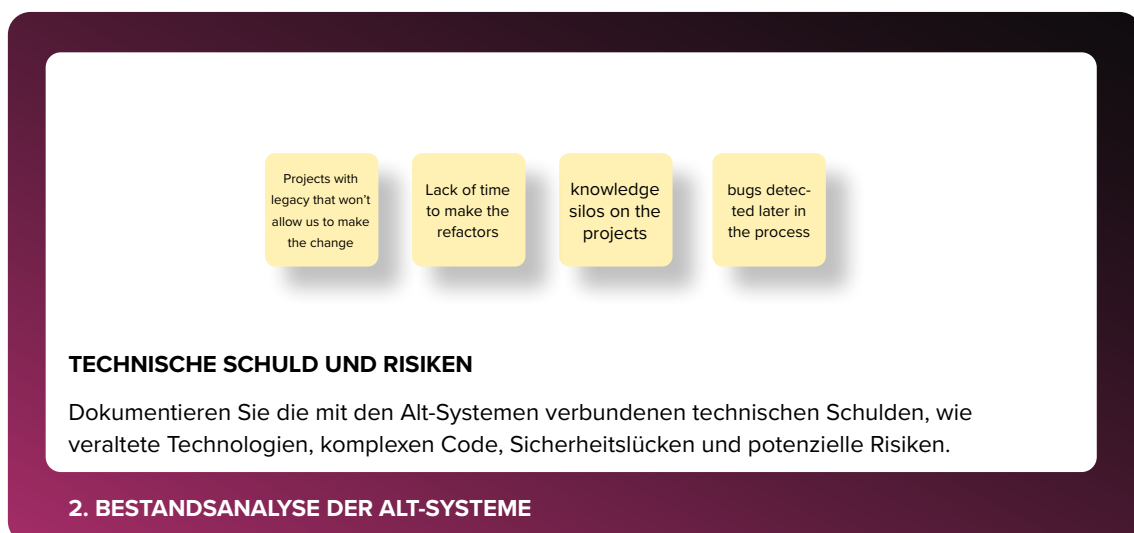 Projects with
legacy that won't
allow us to make
the change
Lack of time
to make the
refactors
knowledge
silos on the
projects
bugs detec-
ted later in
the process
TECHNISCHE SCHULD UND RISIKEN
Dokumentieren Sie die mit den Alt-Systemen verbundenen technischen Schulden, wie
veraltete Technologien, komplexen Code, Sicherheitslücken und potenzielle Risiken.
2. BESTANDSANALYSE DER ALT-SYSTEME